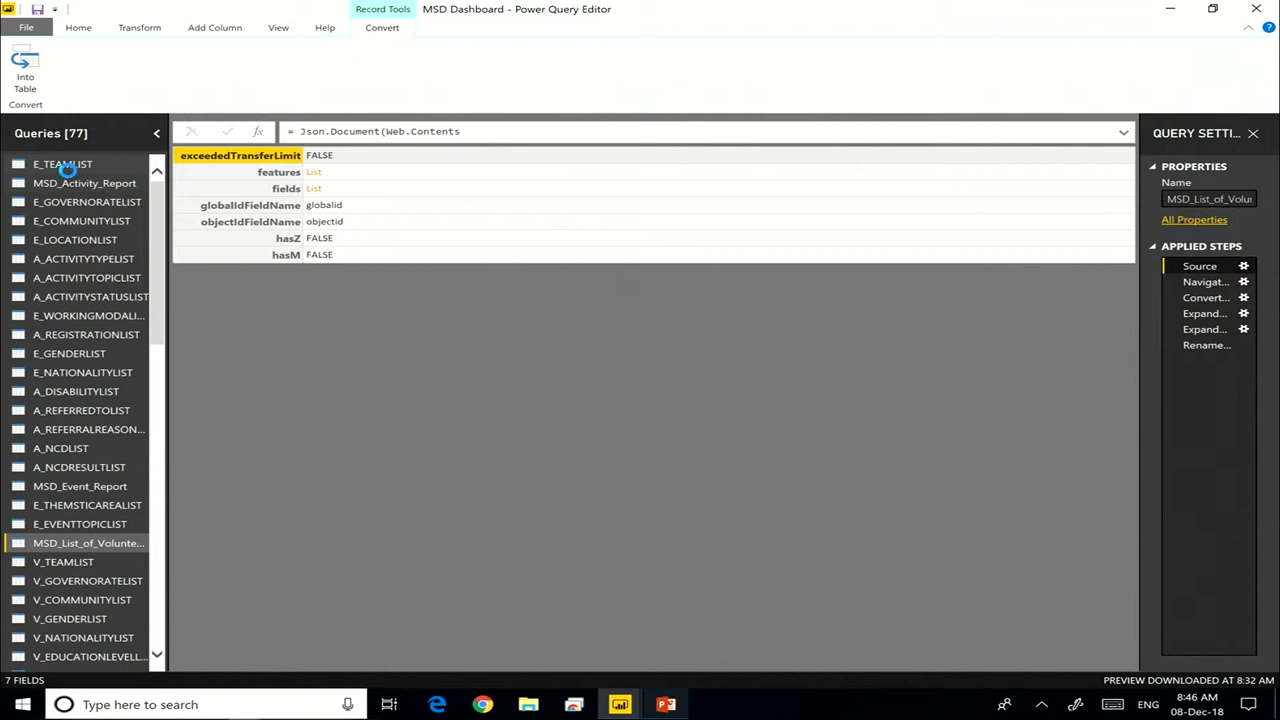 Record Tools
MSD Dashboard - Power Query Editor
File
Home
Transform
Add Column
View
Help
Convert
Into
Table
Convert
Queries [77]
= Json.Document(Web.Contents
QUERY SETTI...
E_TEAMLIST
MSD_Activity_Report
E_GOVERNORATELIST
E_COMMUNITYLIST
E_LOCATIONLIST
A_ACTIVITYTYPELIST
A_ACTIVITYTOPICLIST
A_ACTIVITYSTATUSLIST
E_WORKINGMODALI...
A_REGISTRATIONLIST
E_GENDERLIST
E_NATIONALITYLIST
A_DISABILITYLIST
A_REFERREDTOLIST
A_REFERRALREASON...
A_NCDLIST
A_NCDRESULTLIST
MSD_Event_Report
E_THEMSTICAREALIST
E_EVENTTOPICLIST
MSD_List_of_Volunte...
V_TEAMLIST
V_GOVERNORATELIST
V_COMMUNITYLIST
V_GENDERLIST
V_NATIONALITYLIST
V_EDUCATIONLEVELL...
exceededTransferLimit FALSE
features List
fields List
globalIdFieldName globalid
objectIdFieldName objectid
hasZ FALSE
hasM FALSE
PROPERTIES
Name
MSD_List_of_Volu
All Properties
APPLIED STEPS
Source
Navigat...
Convert...
Expand...
Expand...
Rename...
7 FIELDS
PREVIEW DOWNLOADED AT 8:32 AM
Type here to search
ENG
8:46 AM
08-Dec-18